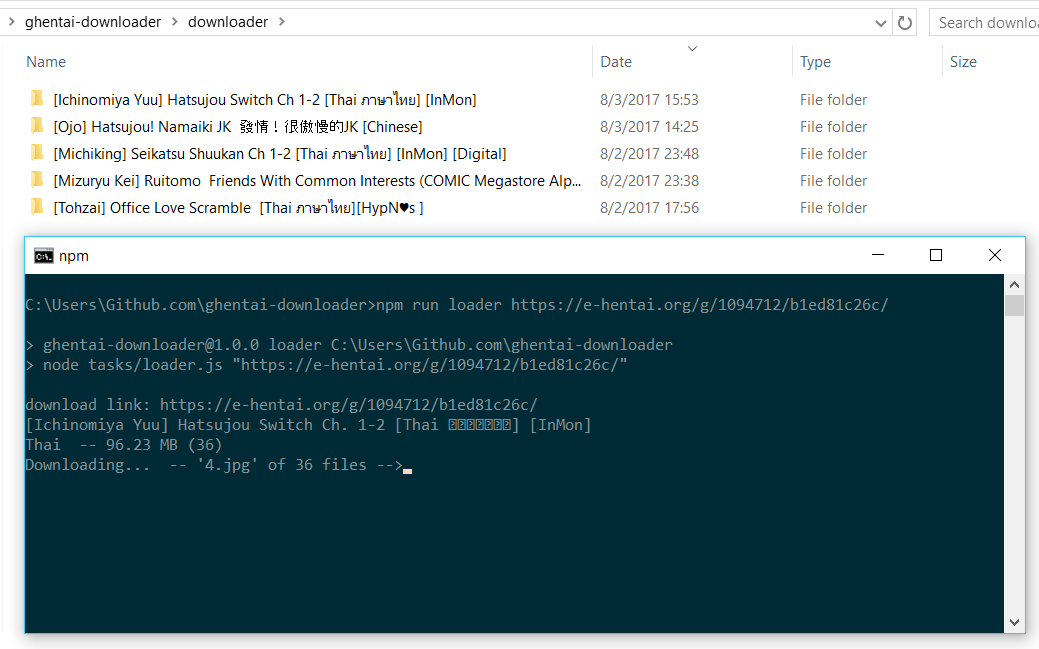 ghentai-downloader > downloader >
Search downlo
Name Date Type Size
[Ichinomiya Yuu] Hatsujou Switch Ch 1-2 [Thai ภาษาไทย] [InMon] 8/3/2017 15:53 File folder
[Ojo] Hatsujou! Namaiki JK 發情！很傲慢的JK [Chinese] 8/3/2017 14:25 File folder
[Michiking] Seikatsu Shuukan Ch 1-2 [Thai ภาษาไทย] [InMon] [Digital] 8/2/2017 23:48 File folder
[Mizuryu Kei] Ruitomo  Friends With Common Interests (COMIC Megastore Alp... 8/2/2017 23:38 File folder
[Tohzai] Office Love Scramble  [Thai ภาษาไทย][HypN♥s ] 8/2/2017 17:56 File folder
npm
C:\Users\Github.com\ghentai-downloader>npm run loader https://e-hentai.org/g/1094712/b1ed81c26c/
> ghentai-downloader@1.0.0 loader C:\Users\Github.com\ghentai-downloader
> node tasks/loader.js "https://e-hentai.org/g/1094712/b1ed81c26c/"
download link: https://e-hentai.org/g/1094712/b1ed81c26c/
[Ichinomiya Yuu] Hatsujou Switch Ch. 1-2 [Thai ] [InMon]
Thai  -- 96.23 MB (36)
Downloading...  -- '4.jpg' of 36 files -->